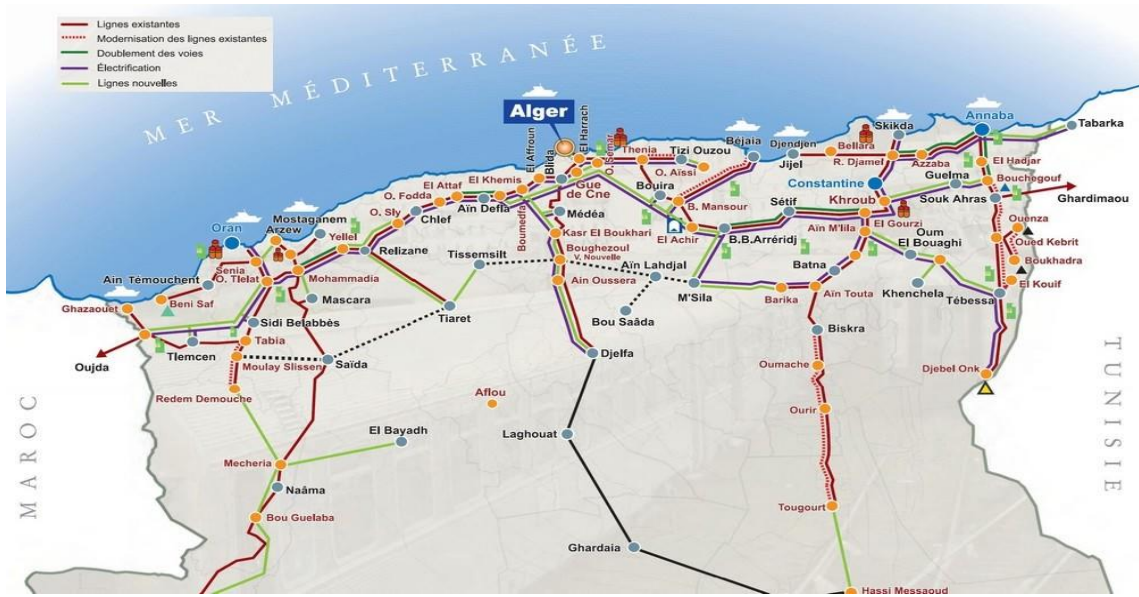 Lignes existantes
Modernisation des lignes existantes
Doublement des voies
Électrification
Lignes nouvelles
MER MÉDITERRANÉE
Alger
El Affroun
Blida
El Harrach
O. Semar
Thenia
Tizi Ouzou
O. Aïssi
Béjaia
Djendjen
Jijel
Bellara
Skikda
R. Djamel
Azzaba
Annaba
Tabarka
El Hadjar
Bouchegouf
Guelma
Souk Ahras
Ghardimaou
Constantine
Khroub
El Gourzi
Sétif
Aïn M'lila
Oum
El Bouaghi
Ouenza
Oued Kebrit
Boukhadra
El Kouif
Tébessa
Khenchela
Batna
Aïn Touta
Barika
M'Sila
B.B.Arréridj
El Achir
B. Mansour
Bouira
Gue
de Cne
El Khemis
El Attaf
O. Fodda
Aïn Defla
Chlef
O. Sly
Relizane
Yellel
Mostaganem
Arzew
Oran
Senia
O. Tlelat
Mohammadia
Mascara
Aïn Témouchent
Beni Saf
Ghazaouet
Sidi Belabbès
Tabia
Tlemcen
Oujda
Moulay Slissen
Redem Demouche
Saïda
Tiaret
Tissemsilt
Boumedfa
Médéa
Kasr El Boukhari
Boughezoul
V. Nouvelle
Ain Oussera
Aïn Lahdjal
Bou Saâda
Djelfa
Aflou
El Bayadh
Laghouat
Mecheria
Naâma
Bou Guelaba
Ghardaia
Biskra
Oumache
Ourir
Tougourt
Hassi Messaoud
Djebel Onk
MAROC
TUNISIE